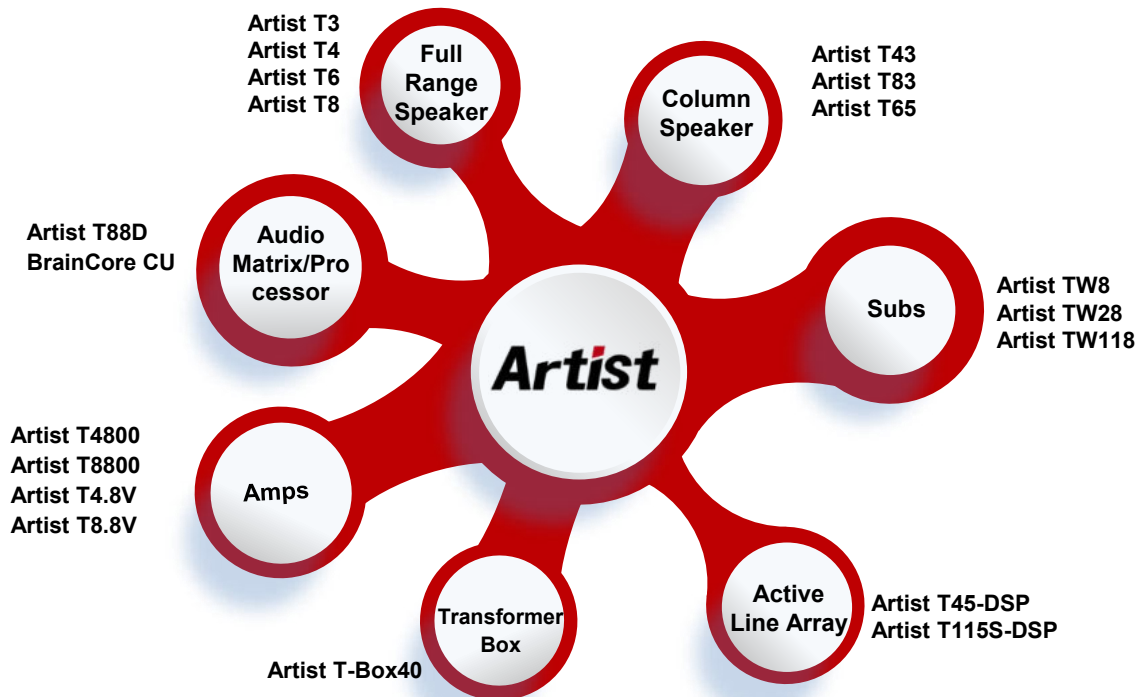 Artist T3
Artist T4
Artist T6
Artist T8
Full
Range
Speaker
Column
Speaker
Artist T43
Artist T83
Artist T65
Artist T88D
BrainCore CU
Audio
Matrix/Pro
cessor
Subs
Artist TW8
Artist TW28
Artist TW118
Artist
Artist T4800
Artist T8800
Artist T4.8V
Artist T8.8V
Amps
Transformer
Box
Artist T-Box40
Active
Line Array
Artist T45-DSP
Artist T115S-DSP